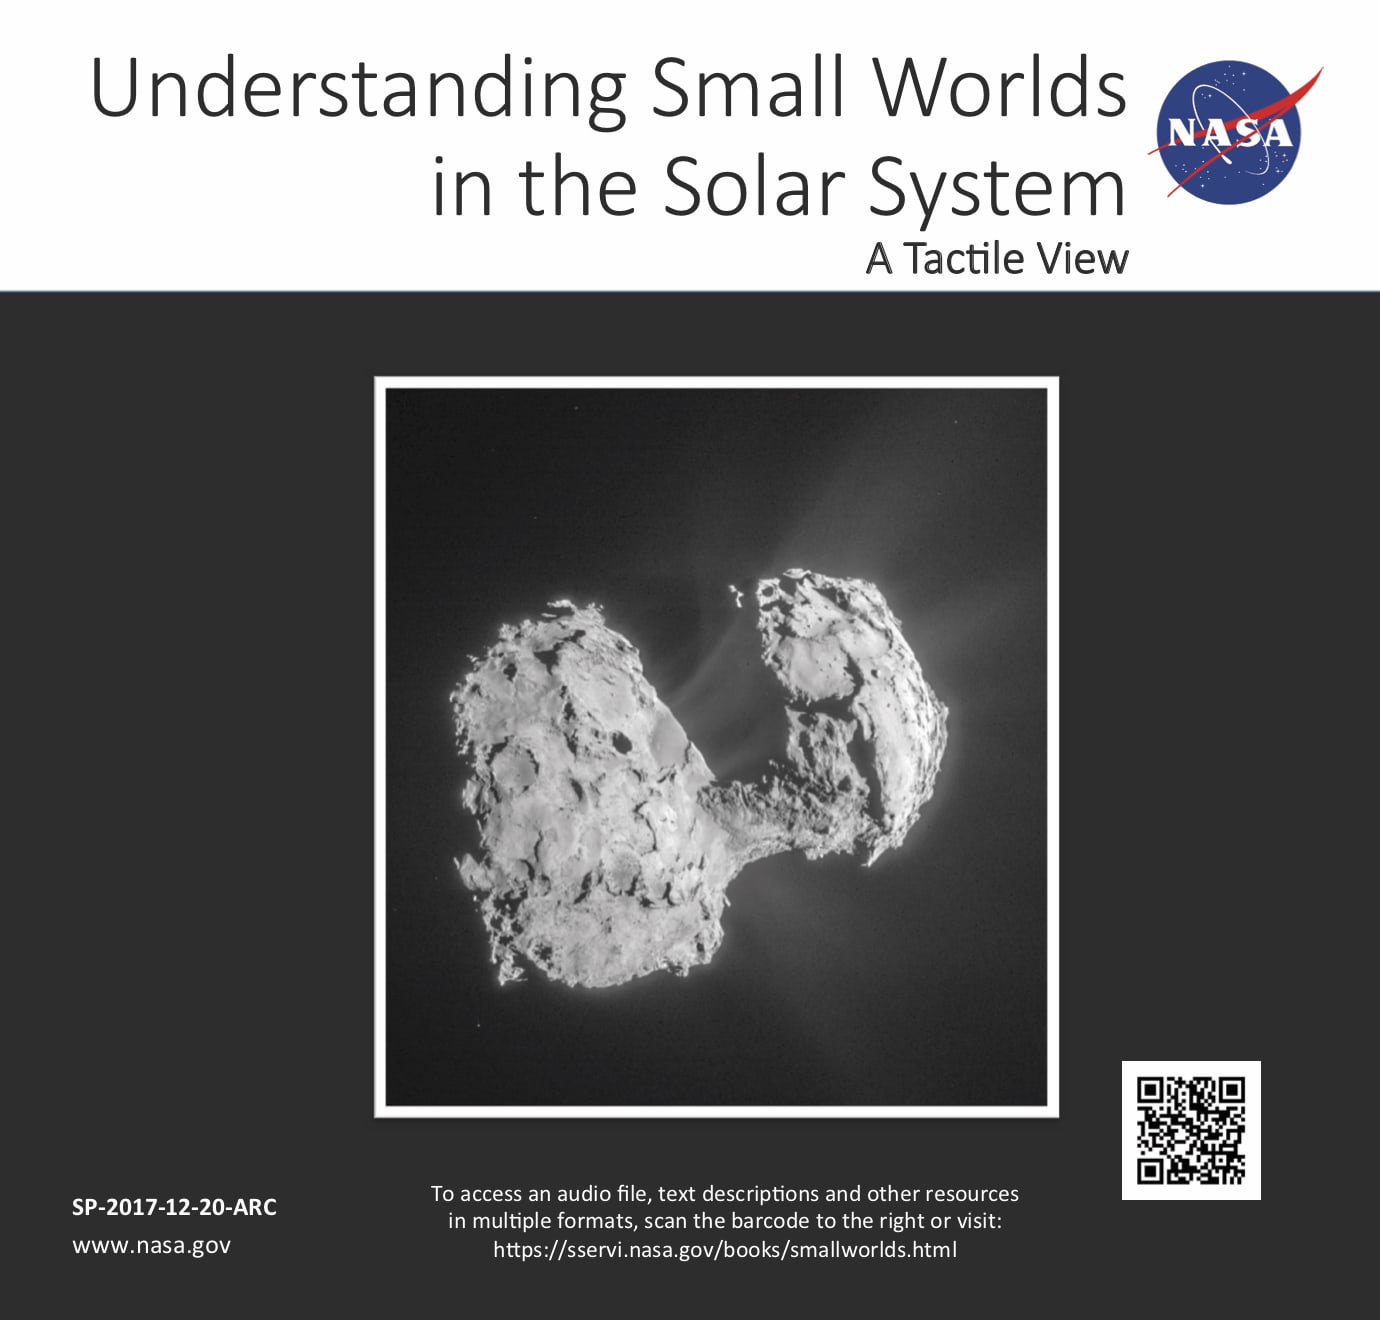 Understanding Small Worlds
in the Solar System
A Tactile View
NASA
SP-2017-12-20-ARC
www.nasa.gov
To access an audio file, text descriptions and other resources
in multiple formats, scan the barcode to the right or visit:
https://sservi.nasa.gov/books/smallworlds.html